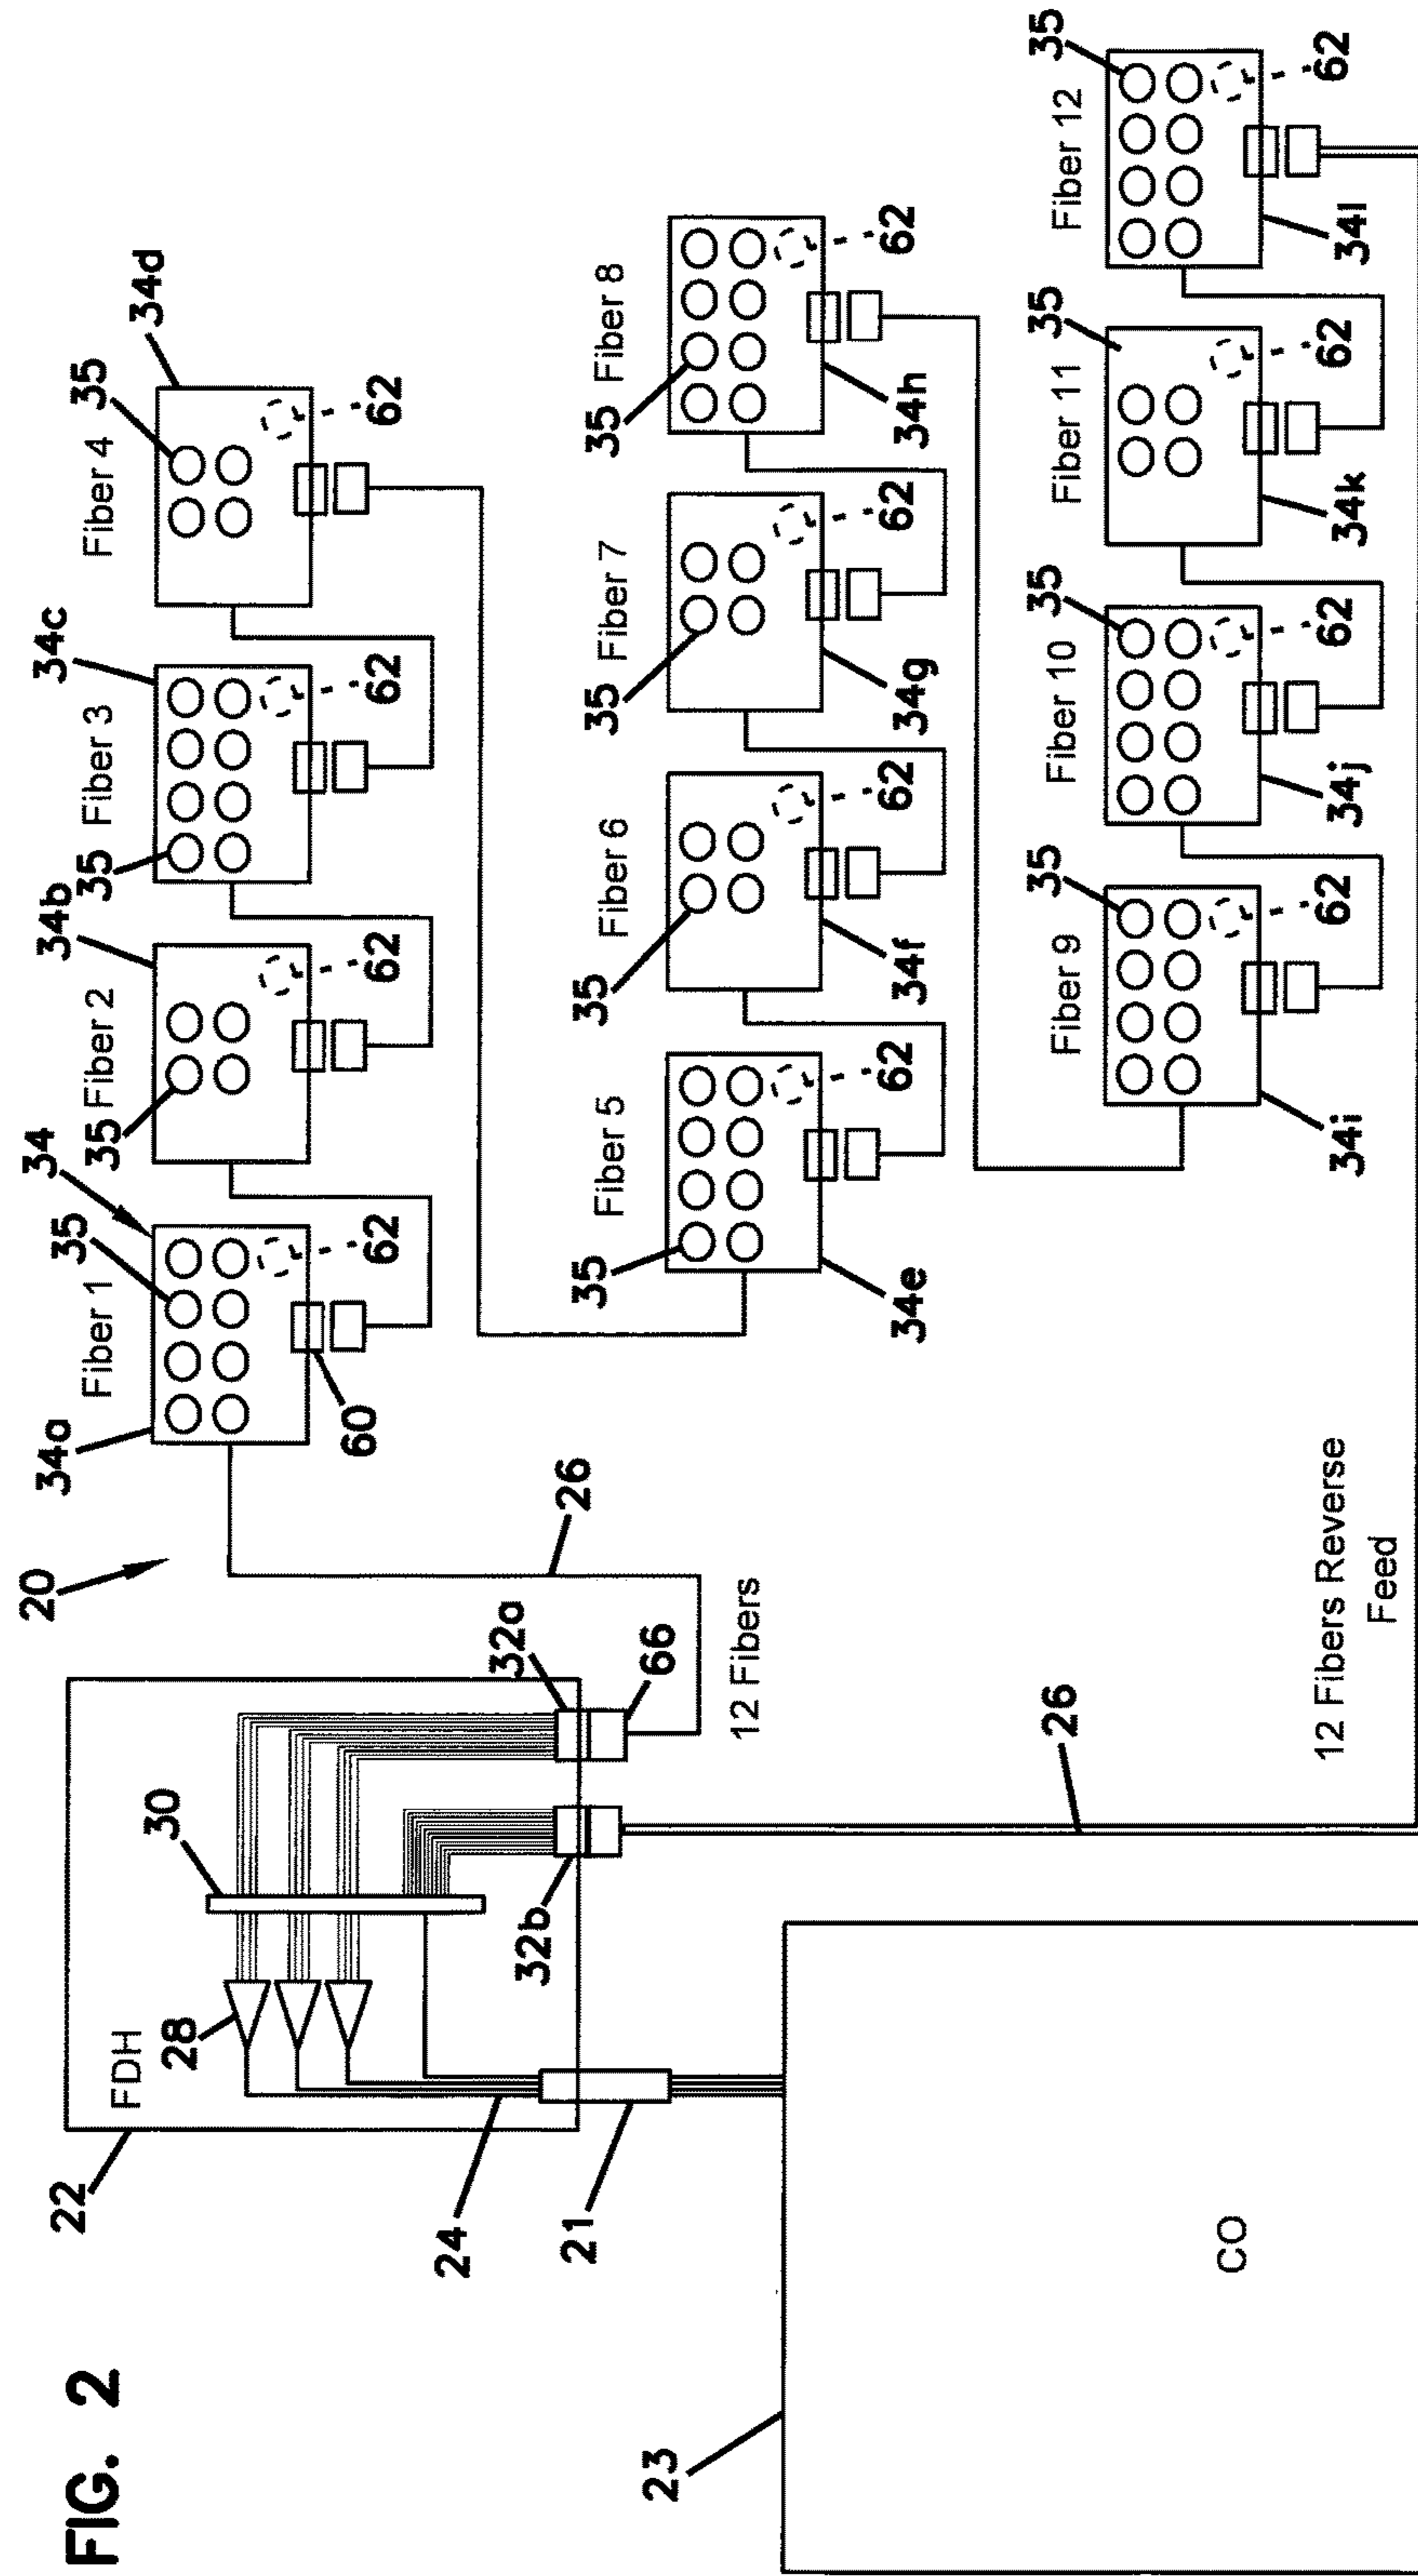 FIG. 2
22
FDH
28
30
24
21
32b
32a
66
12 Fibers
26
20
23
CO
26
12 Fibers Reverse
Feed
34a
Fiber 1
35
34
60
62
35
Fiber 2
34b
62
35
Fiber 3
34c
62
Fiber 4
35
34d
62
35
Fiber 5
34e
62
35
Fiber 6
34f
62
35
Fiber 7
34g
62
35
Fiber 8
34h
62
Fiber 9
35
34i
62
Fiber 10
35
34j
62
Fiber 11
35
34k
62
Fiber 12
35
34l
62